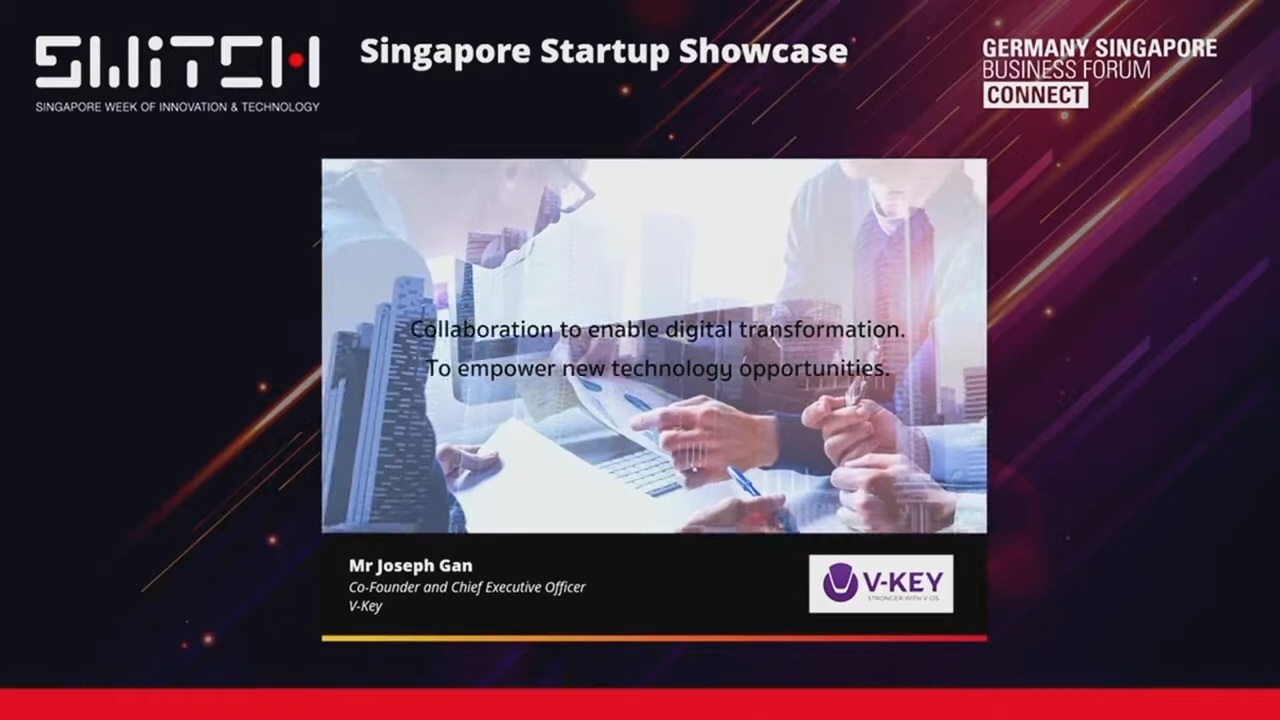 SWITCH
SINGAPORE WEEK OF INNOVATION & TECHNOLOGY
Singapore Startup Showcase
GERMANY SINGAPORE
BUSINESS FORUM
CONNECT
Collaboration to enable digital transformation.
To empower new technology opportunities.
Mr Joseph Gan
Co-Founder and Chief Executive Officer
V-Key
V-KEY
STRONGER WITH V-OS